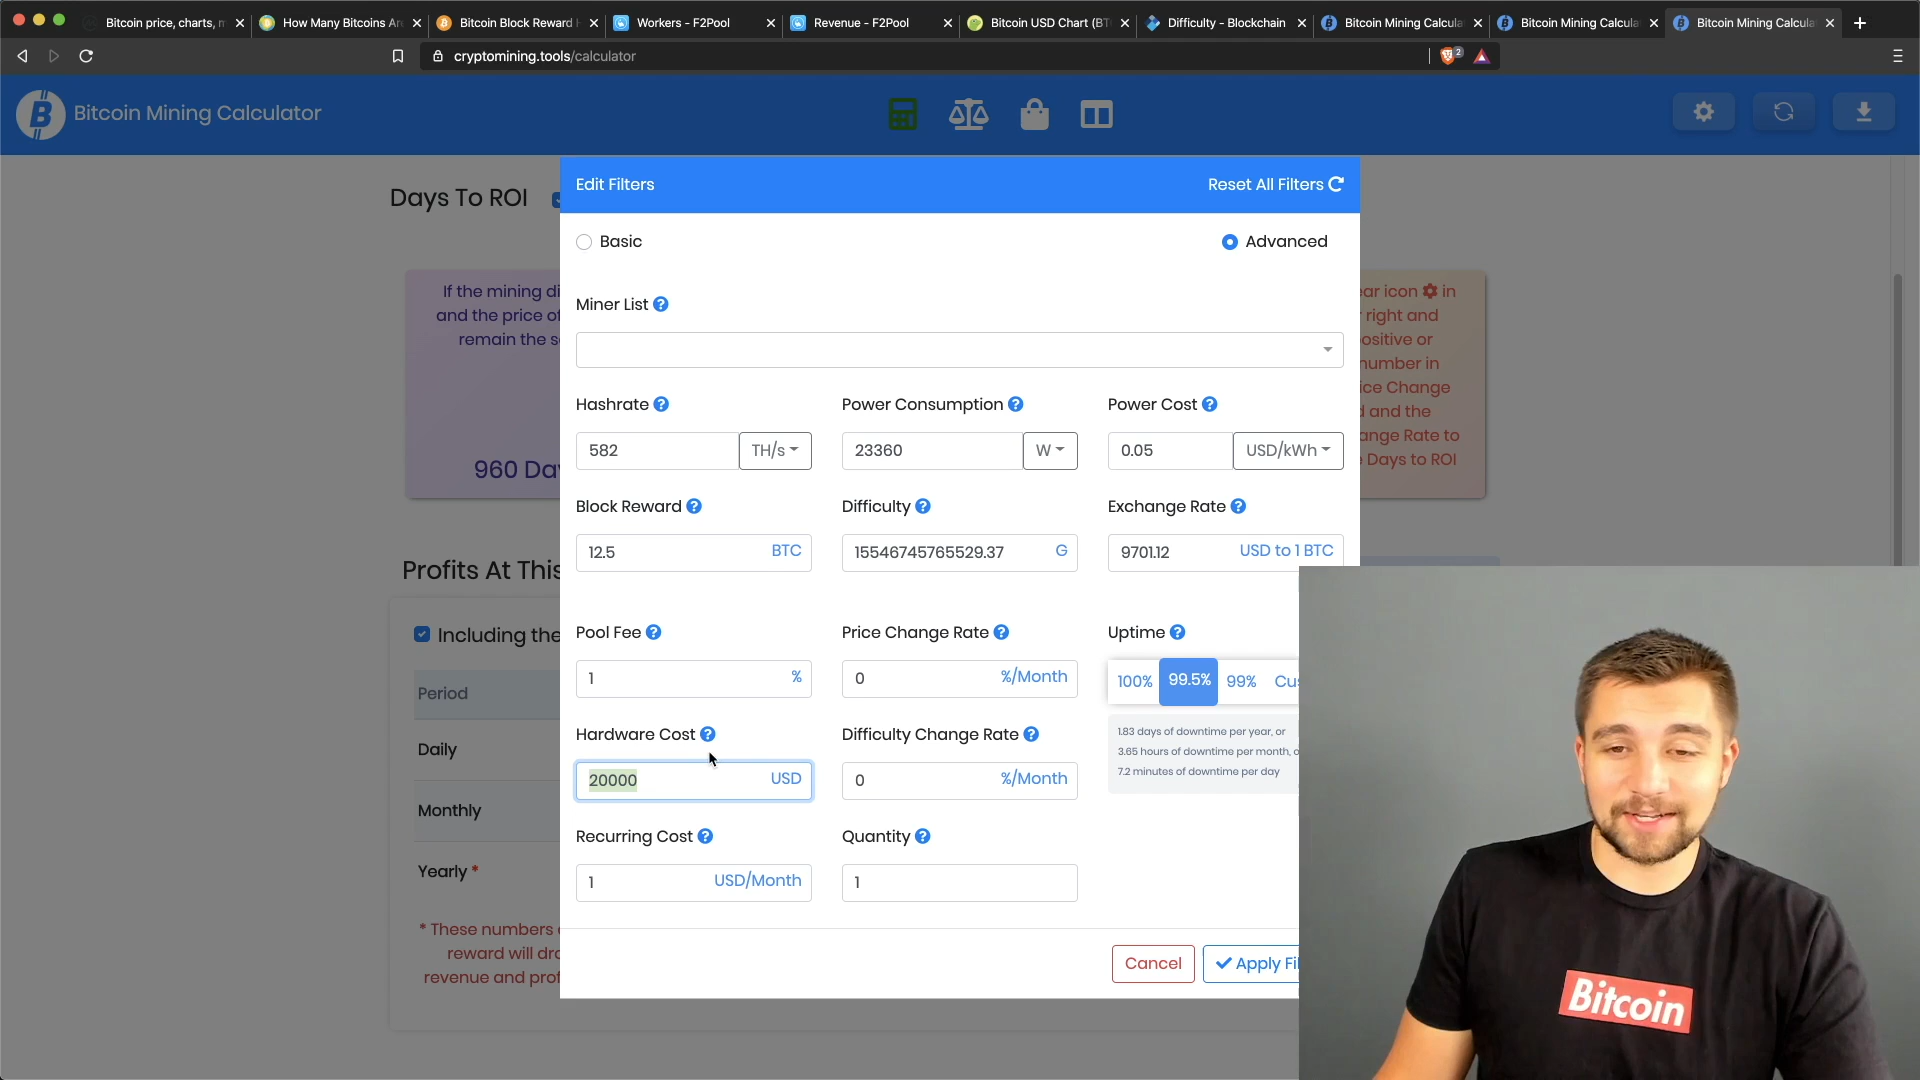 Bitcoin price, charts,
How Many Bitcoins Are
Bitcoin Block Reward
Workers - F2Pool
Revenue - F2Pool
Bitcoin USD Chart (BT
Difficulty - Blockchain
Bitcoin Mining Calcula
Bitcoin Mining Calcula
Bitcoin Mining Calcula
cryptomining.tools/calculator
2
Bitcoin Mining Calculator
Days To ROI
Edit Filters
Reset All Filters
Basic
Advanced
If the mining di
and the price of
remain the s
960 Da
ar icon in
right and
ositive or
number in
ice Change
d and the
ange Rate to
Days to ROI
Miner List
Hashrate
Power Consumption
Power Cost
582
TH/s
23360
W
0.05
USD/kWh
Block Reward
Difficulty
Exchange Rate
12.5
BTC
15546745765529.37
G
9701.12
USD to 1 BTC
Profits At This
Including the
Period
Daily
Monthly
Yearly *
* These numbers
reward will dr
revenue and prof
Pool Fee
Price Change Rate
Uptime
1
%
0
%/Month
100%
99.5%
99%
Cus
1.83 days of downtime per year, or
3.65 hours of downtime per month, o
7.2 minutes of downtime per day
Hardware Cost
Difficulty Change Rate
20000
USD
0
%/Month
Recurring Cost
Quantity
1
USD/Month
1
Cancel
Apply Fil
Bitcoin